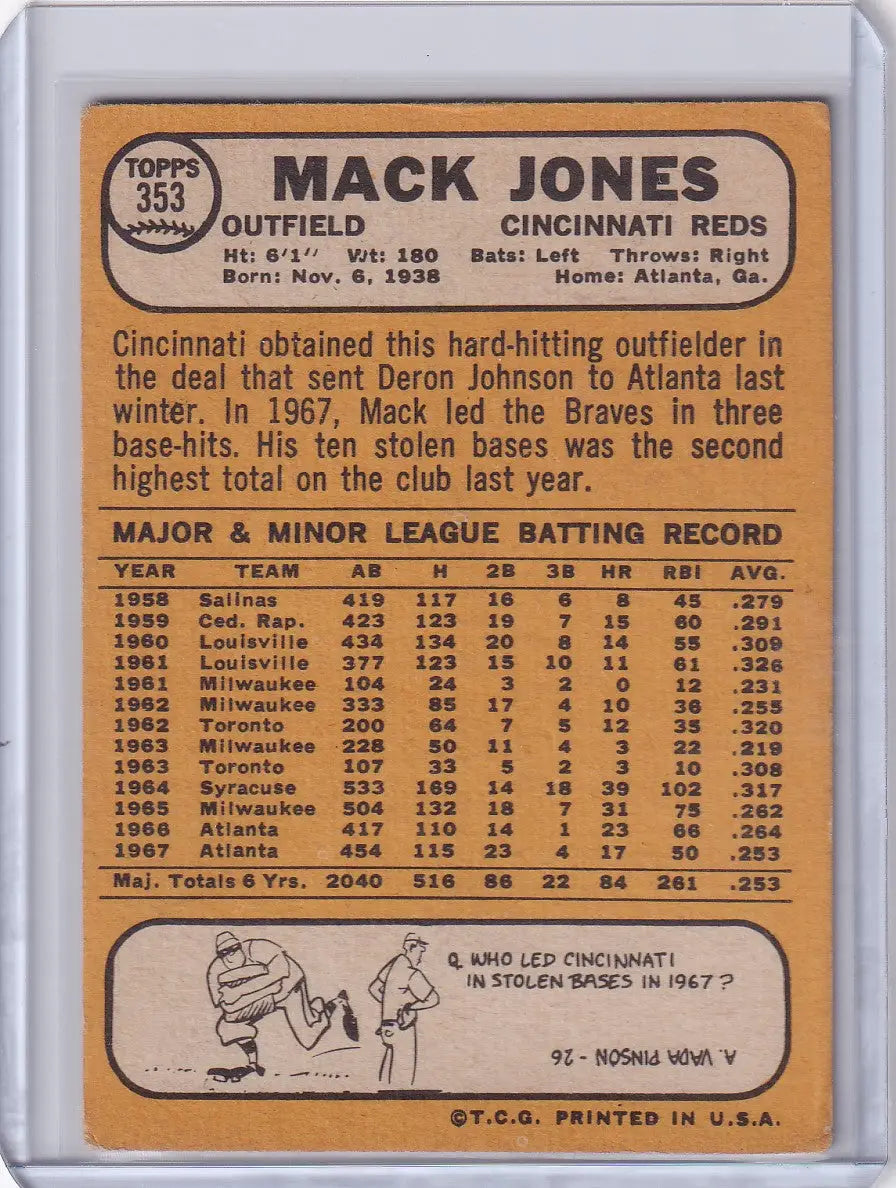 TOPPS
353
MACK JONES
OUTFIELD CINCINNATI REDS
Ht: 6'1" Wt: 180 Bats: Left Throws: Right
Born: Nov. 6, 1938 Home: Atlanta, Ga.
Cincinnati obtained this hard-hitting outfielder in
the deal that sent Deron Johnson to Atlanta last
winter. In 1967, Mack led the Braves in three
base-hits. His ten stolen bases was the second
highest total on the club last year.
MAJOR & MINOR LEAGUE BATTING RECORD
YEAR TEAM AB H 2B 3B HR RBI AVG.
1958 Salinas 419 117 16 6 8 45 .279
1959 Ced. Rap. 423 123 19 7 15 60 .291
1960 Louisville 434 134 20 8 14 55 .309
1961 Louisville 377 123 15 10 11 61 .326
1961 Milwaukee 104 24 3 2 0 12 .231
1962 Milwaukee 333 85 17 4 10 36 .255
1962 Toronto 200 64 7 5 12 35 .320
1963 Milwaukee 228 50 11 4 3 22 .219
1963 Toronto 107 33 5 2 3 10 .308
1964 Syracuse 533 169 14 18 39 102 .317
1965 Milwaukee 504 132 18 7 31 75 .262
1966 Atlanta 417 110 14 1 23 66 .264
1967 Atlanta 454 115 23 4 17 50 .253
Maj. Totals 6 Yrs. 2040 516 86 22 84 261 .253
Q. WHO LED CINCINNATI
IN STOLEN BASES IN 1967?
A. VADA PINSON - 26
©T.C.G. PRINTED IN U.S.A.